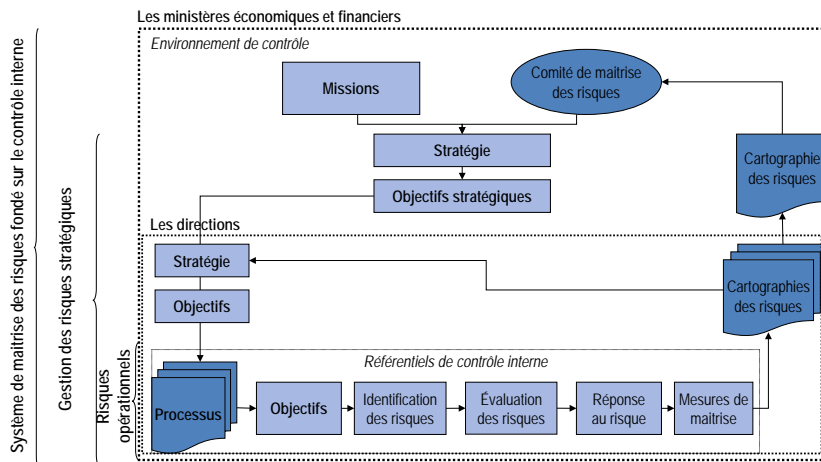 Les ministères économiques et financiers
Environnement de contrôle
Système de maitrise des risques fondé sur le contrôle interne
Gestion des risques stratégiques
Risques
opérationnels
Missions
Comité de maitrise
des risques
Stratégie
Objectifs stratégiques
Cartographie
des risques
Les directions
Stratégie
Objectifs
Cartographies
des risques
Référentiels de contrôle interne
Processus
Objectifs
Identification
des risques
Évaluation
des risques
Réponse
au risque
Mesures de
maitrise